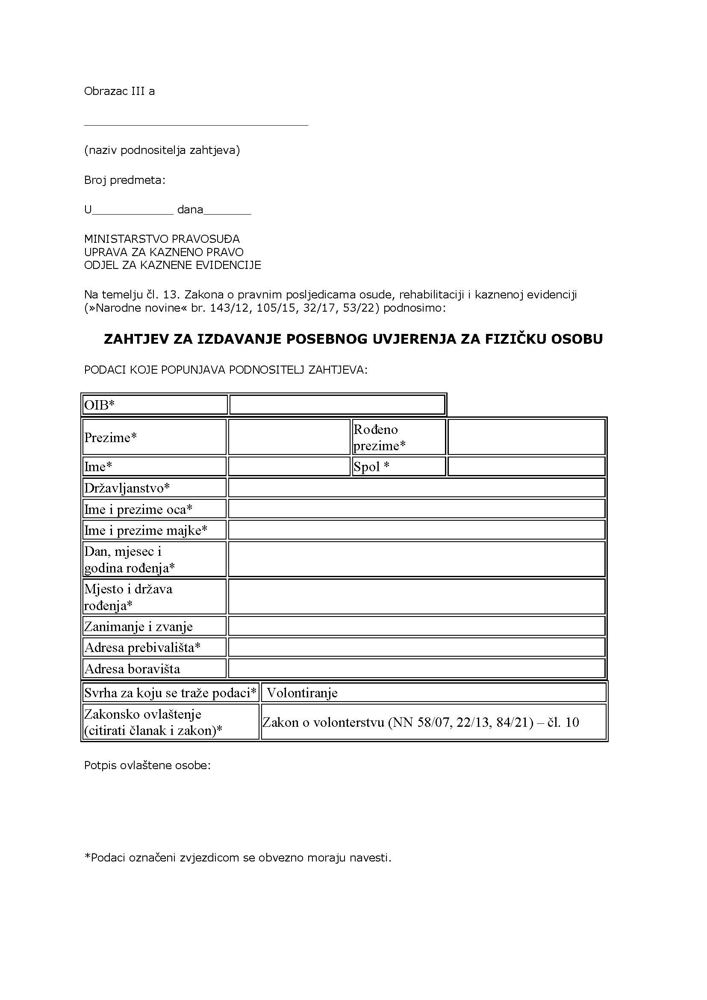 Obrazac III a
_____________________________________
(naziv podnositelja zahtjeva)
Broj predmeta:
U____________ dana_______
MINISTARSTVO PRAVOSUĐA
UPRAVA ZA KAZNENO PRAVO
ODJEL ZA KAZNENE EVIDENCIJE
Na temelju čl. 13. Zakona o pravnim posljedicama osude, rehabilitaciji i kaznenoj evidenciji
(»Narodne novine« br. 143/12, 105/15, 32/17, 53/22) podnosimo:
ZAHTJEV ZA IZDAVANJE POSEBNOG UVJERENJA ZA FIZIČKU OSOBU
PODACI KOJE POPUNJAVA PODNOSITELJ ZAHTJEVA:
OIB*
Prezime*
Rođeno
prezime*
Ime*
Spol *
Državljanstvo*
Ime i prezime oca*
Ime i prezime majke*
Dan, mjesec i
godina rođenja*
Mjesto i država
rođenja*
Zanimanje i zvanje
Adresa prebivališta*
Adresa boravišta
Svrha za koju se traže podaci*
Volontiranje
Zakonsko ovlaštenje
(citirati članak i zakon)*
Zakon o volonterstvu (NN 58/07, 22/13, 84/21) – čl. 10
Potpis ovlaštene osobe:
*Podaci označeni zvjezdicom se obvezno moraju navesti.